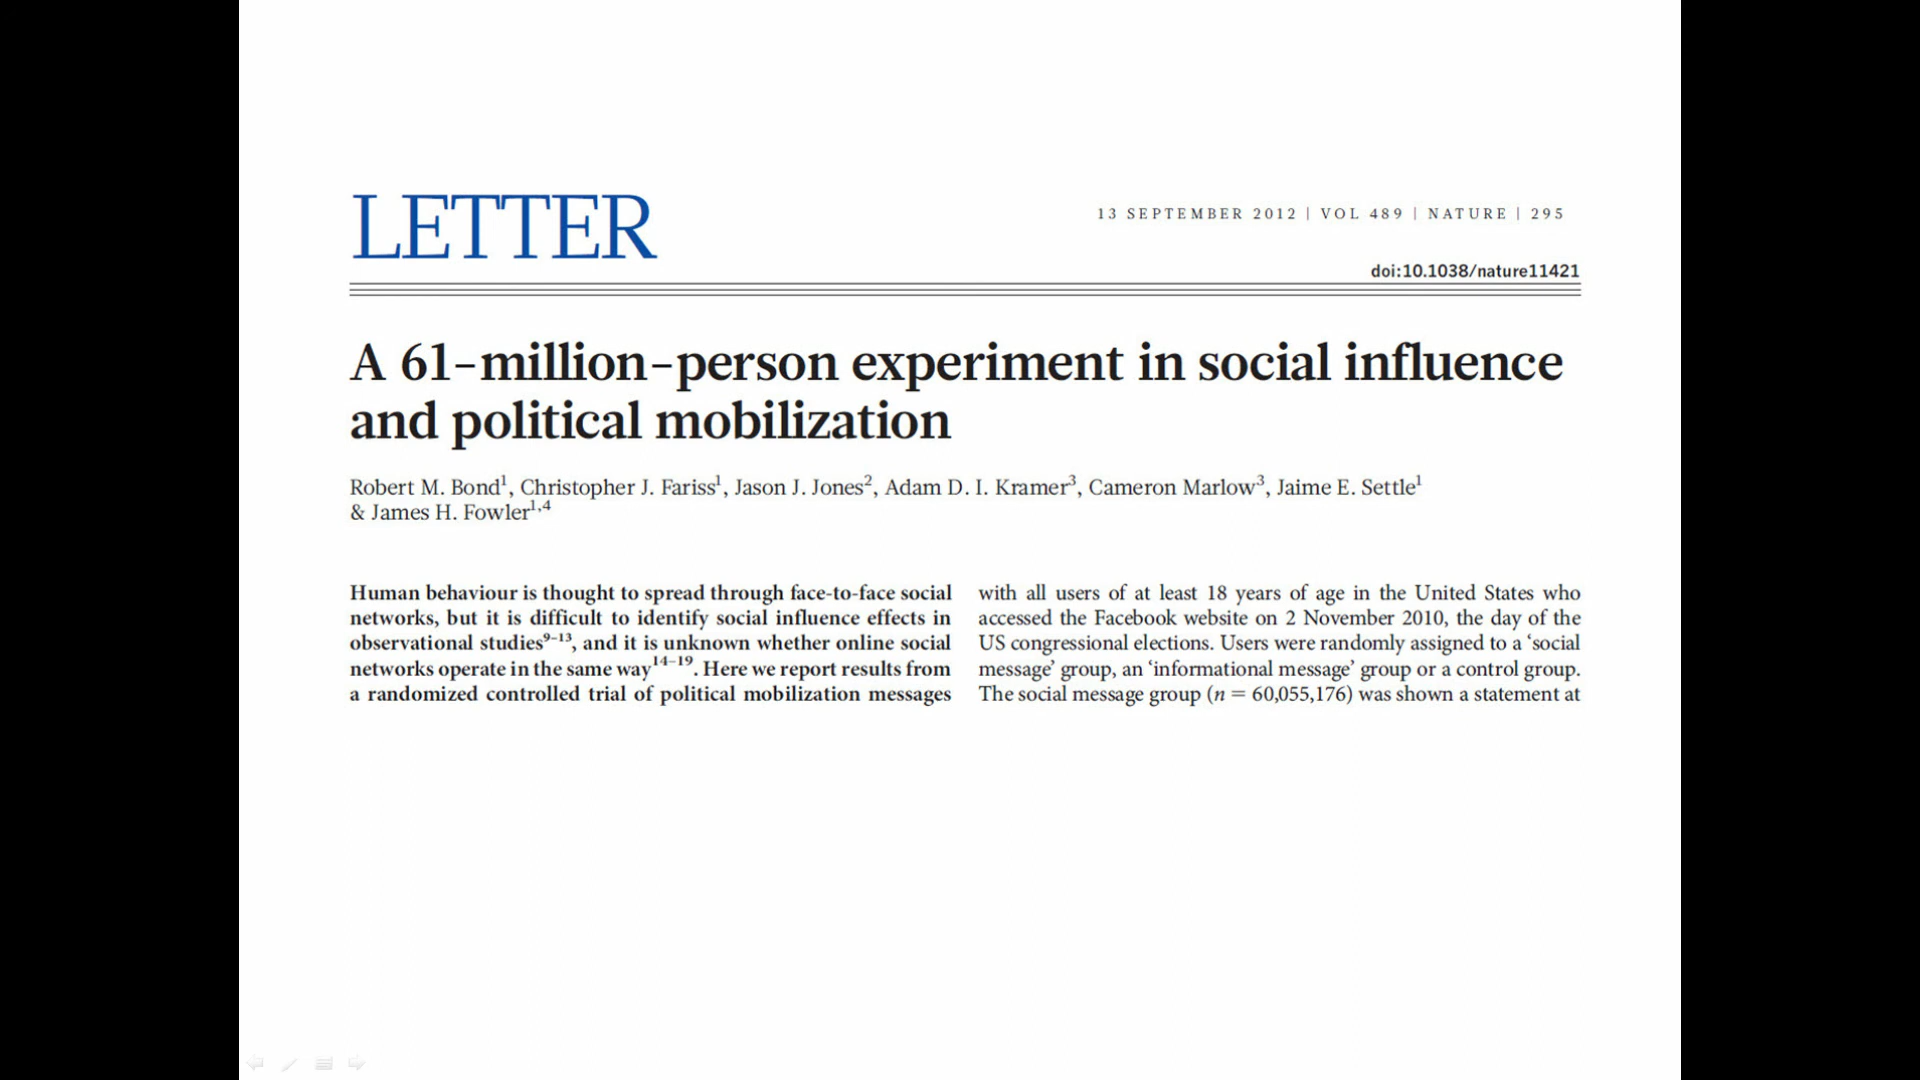 LETTER
13 SEPTEMBER 2012 | VOL 489 | NATURE | 295
doi:10.1038/nature11421
A 61-million-person experiment in social influence
and political mobilization
Robert M. Bond1, Christopher J. Fariss1, Jason J. Jones2, Adam D. I. Kramer3, Cameron Marlow3, Jaime E. Settle1
& James H. Fowler1,4
Human behaviour is thought to spread through face-to-face social
networks, but it is difficult to identify social influence effects in
observational studies9–13, and it is unknown whether online social
networks operate in the same way14–19. Here we report results from
a randomized controlled trial of political mobilization messages
with all users of at least 18 years of age in the United States who
accessed the Facebook website on 2 November 2010, the day of the
US congressional elections. Users were randomly assigned to a ‘social
message’ group, an ‘informational message’ group or a control group.
The social message group (n = 60,055,176) was shown a statement at